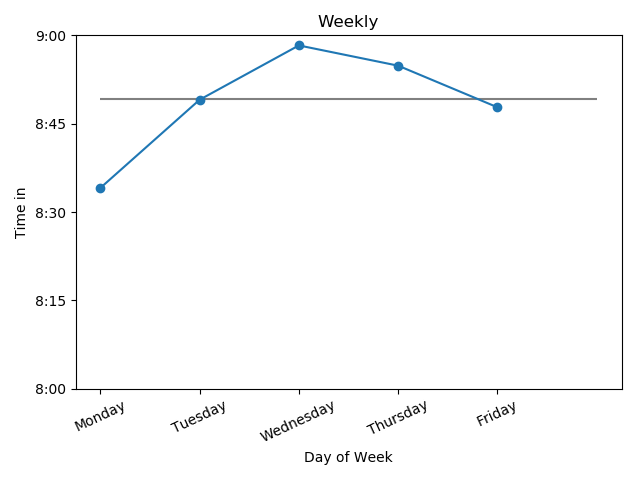 Weekly
9:00
8:45
8:30
8:15
8:00
Time in
Monday
Tuesday
Wednesday
Thursday
Friday
Day of Week